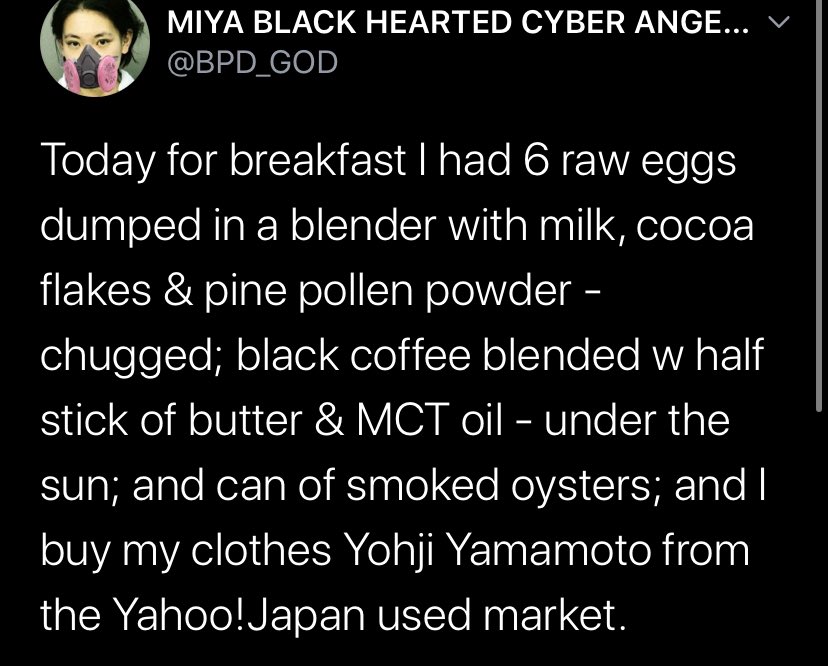 MIYA BLACK HEARTED CYBER ANGE...
@BPD_GOD
Today for breakfast I had 6 raw eggs
dumped in a blender with milk, cocoa
flakes & pine pollen powder -
chugged; black coffee blended w half
stick of butter & MCT oil - under the
sun; and can of smoked oysters; and I
buy my clothes Yohji Yamamoto from
the Yahoo!Japan used market.